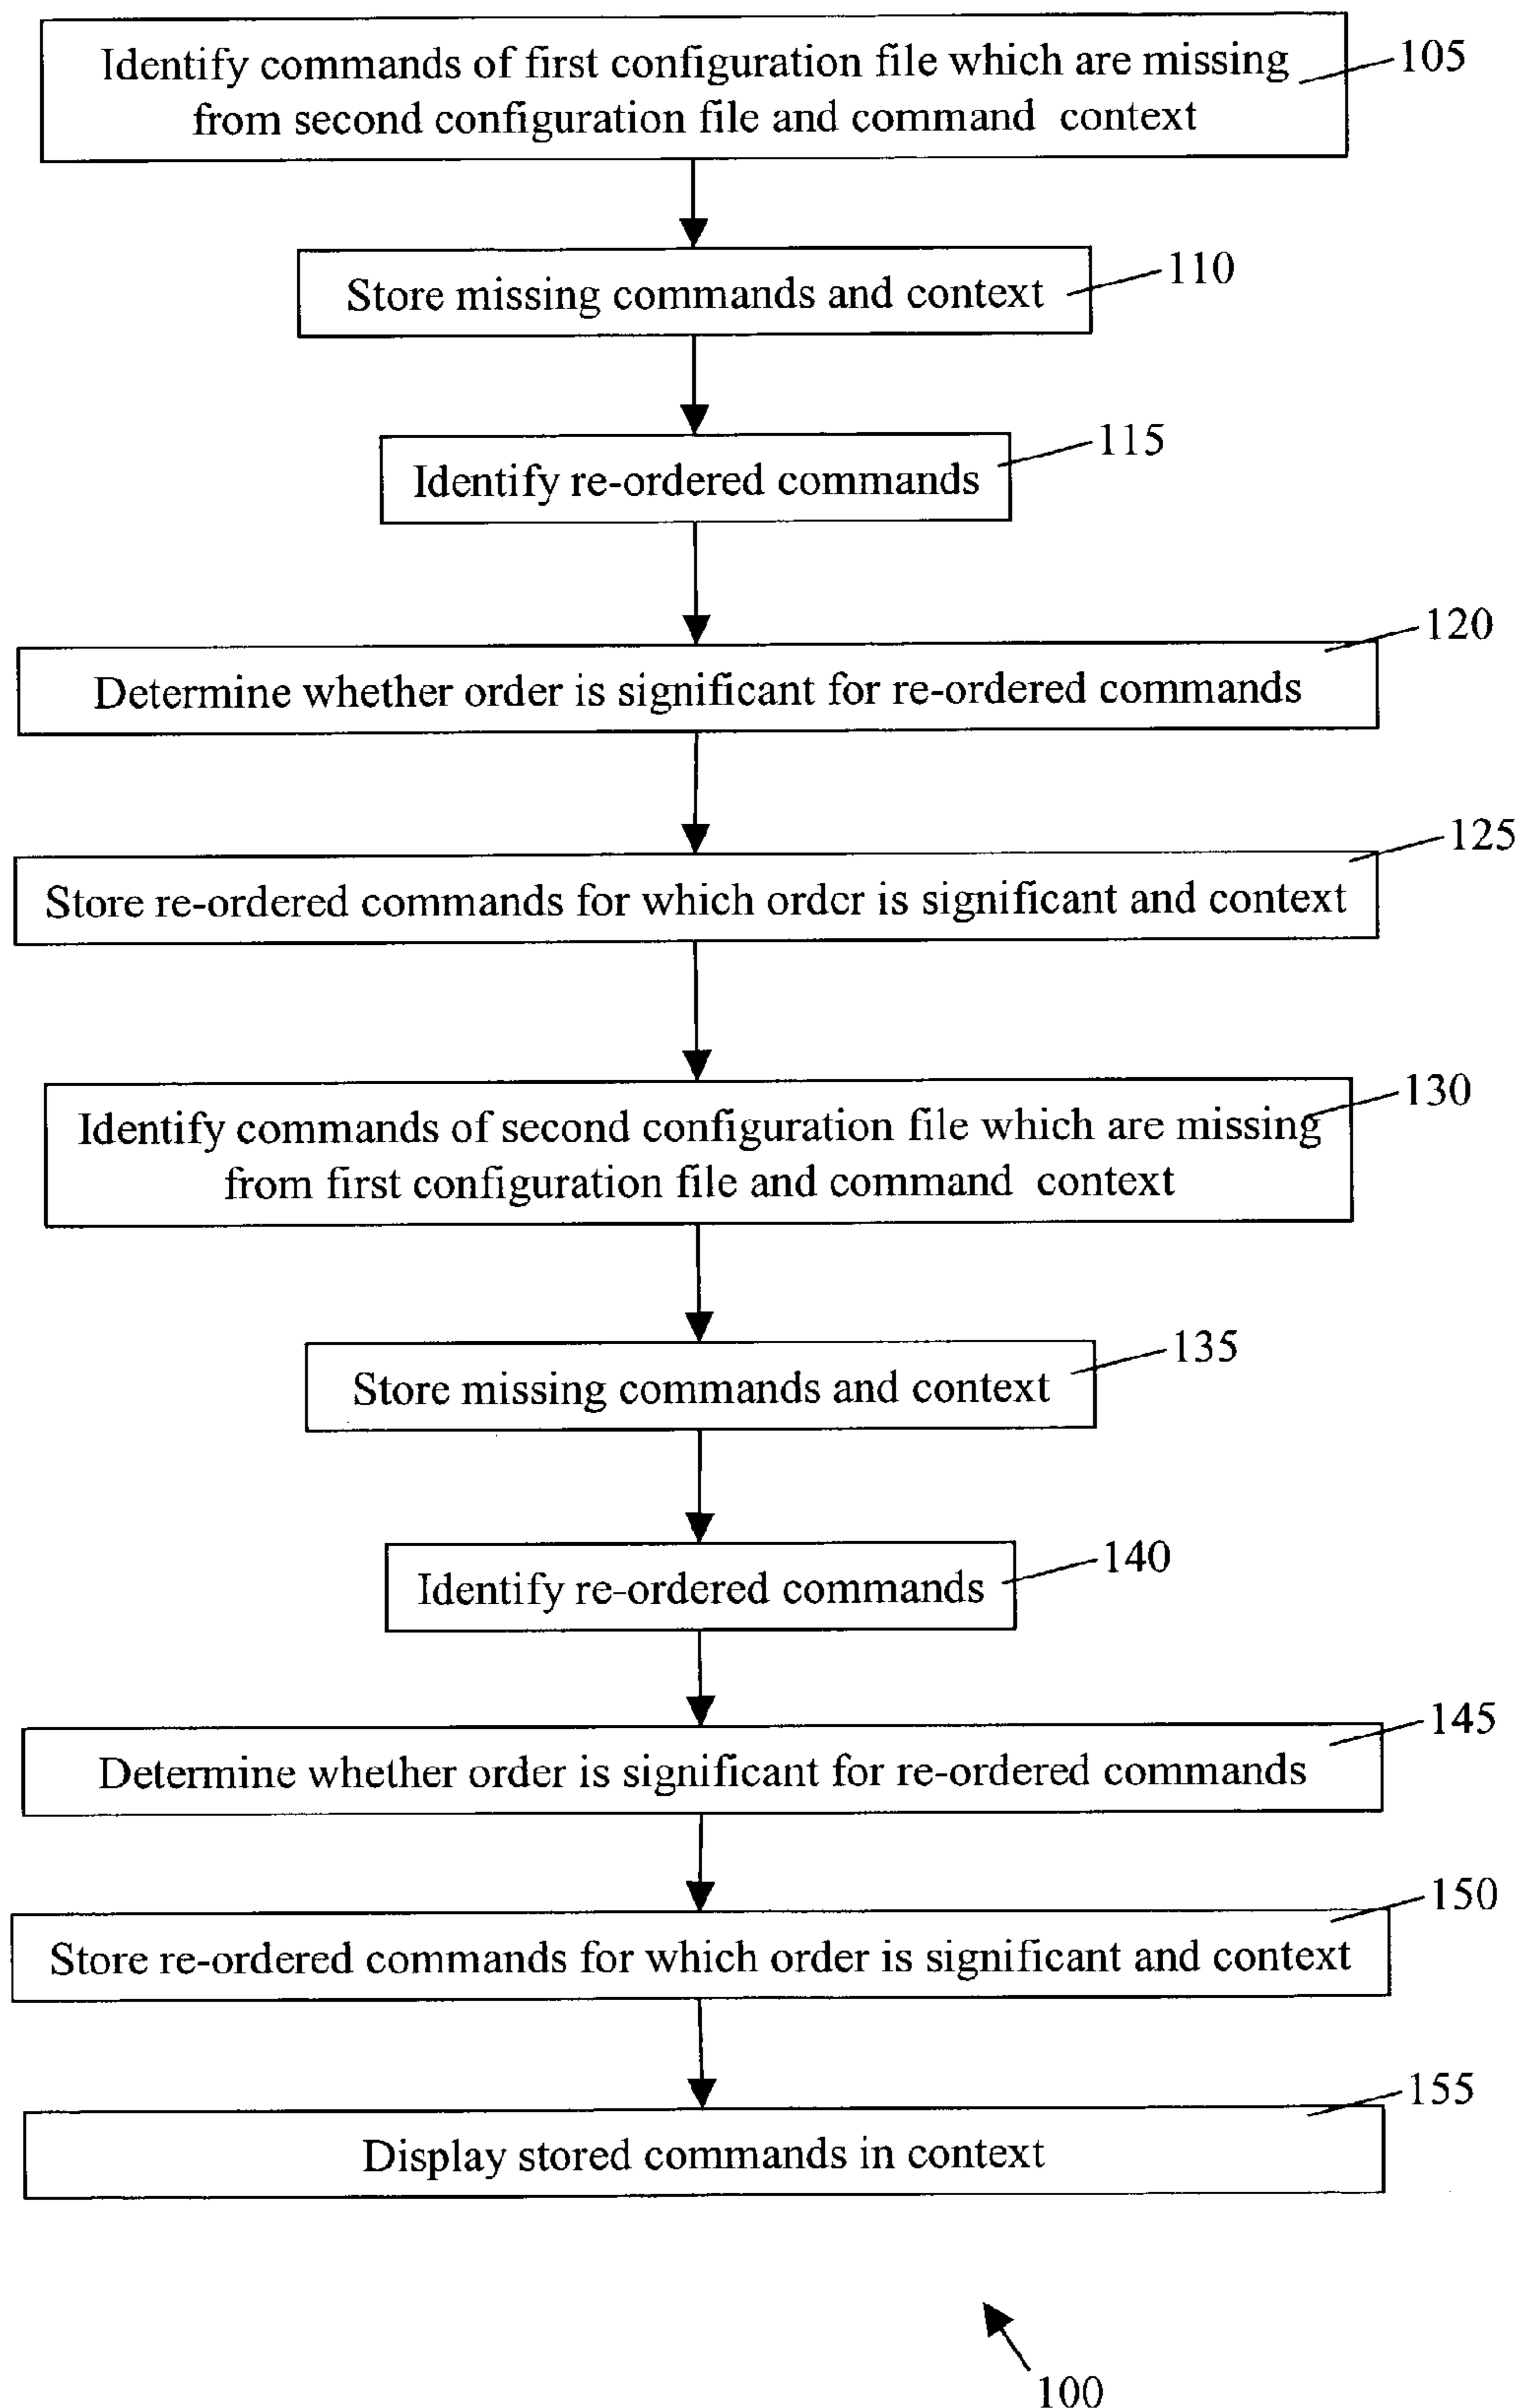 Identify commands of first configuration file which are missing
from second configuration file and command context
105
Store missing commands and context
110
Identify re-ordered commands
115
Determine whether order is significant for re-ordered commands
120
Store re-ordered commands for which order is significant and context
125
Identify commands of second configuration file which are missing
from first configuration file and command context
130
Store missing commands and context
135
Identify re-ordered commands
140
Determine whether order is significant for re-ordered commands
145
Store re-ordered commands for which order is significant and context
150
Display stored commands in context
155
100